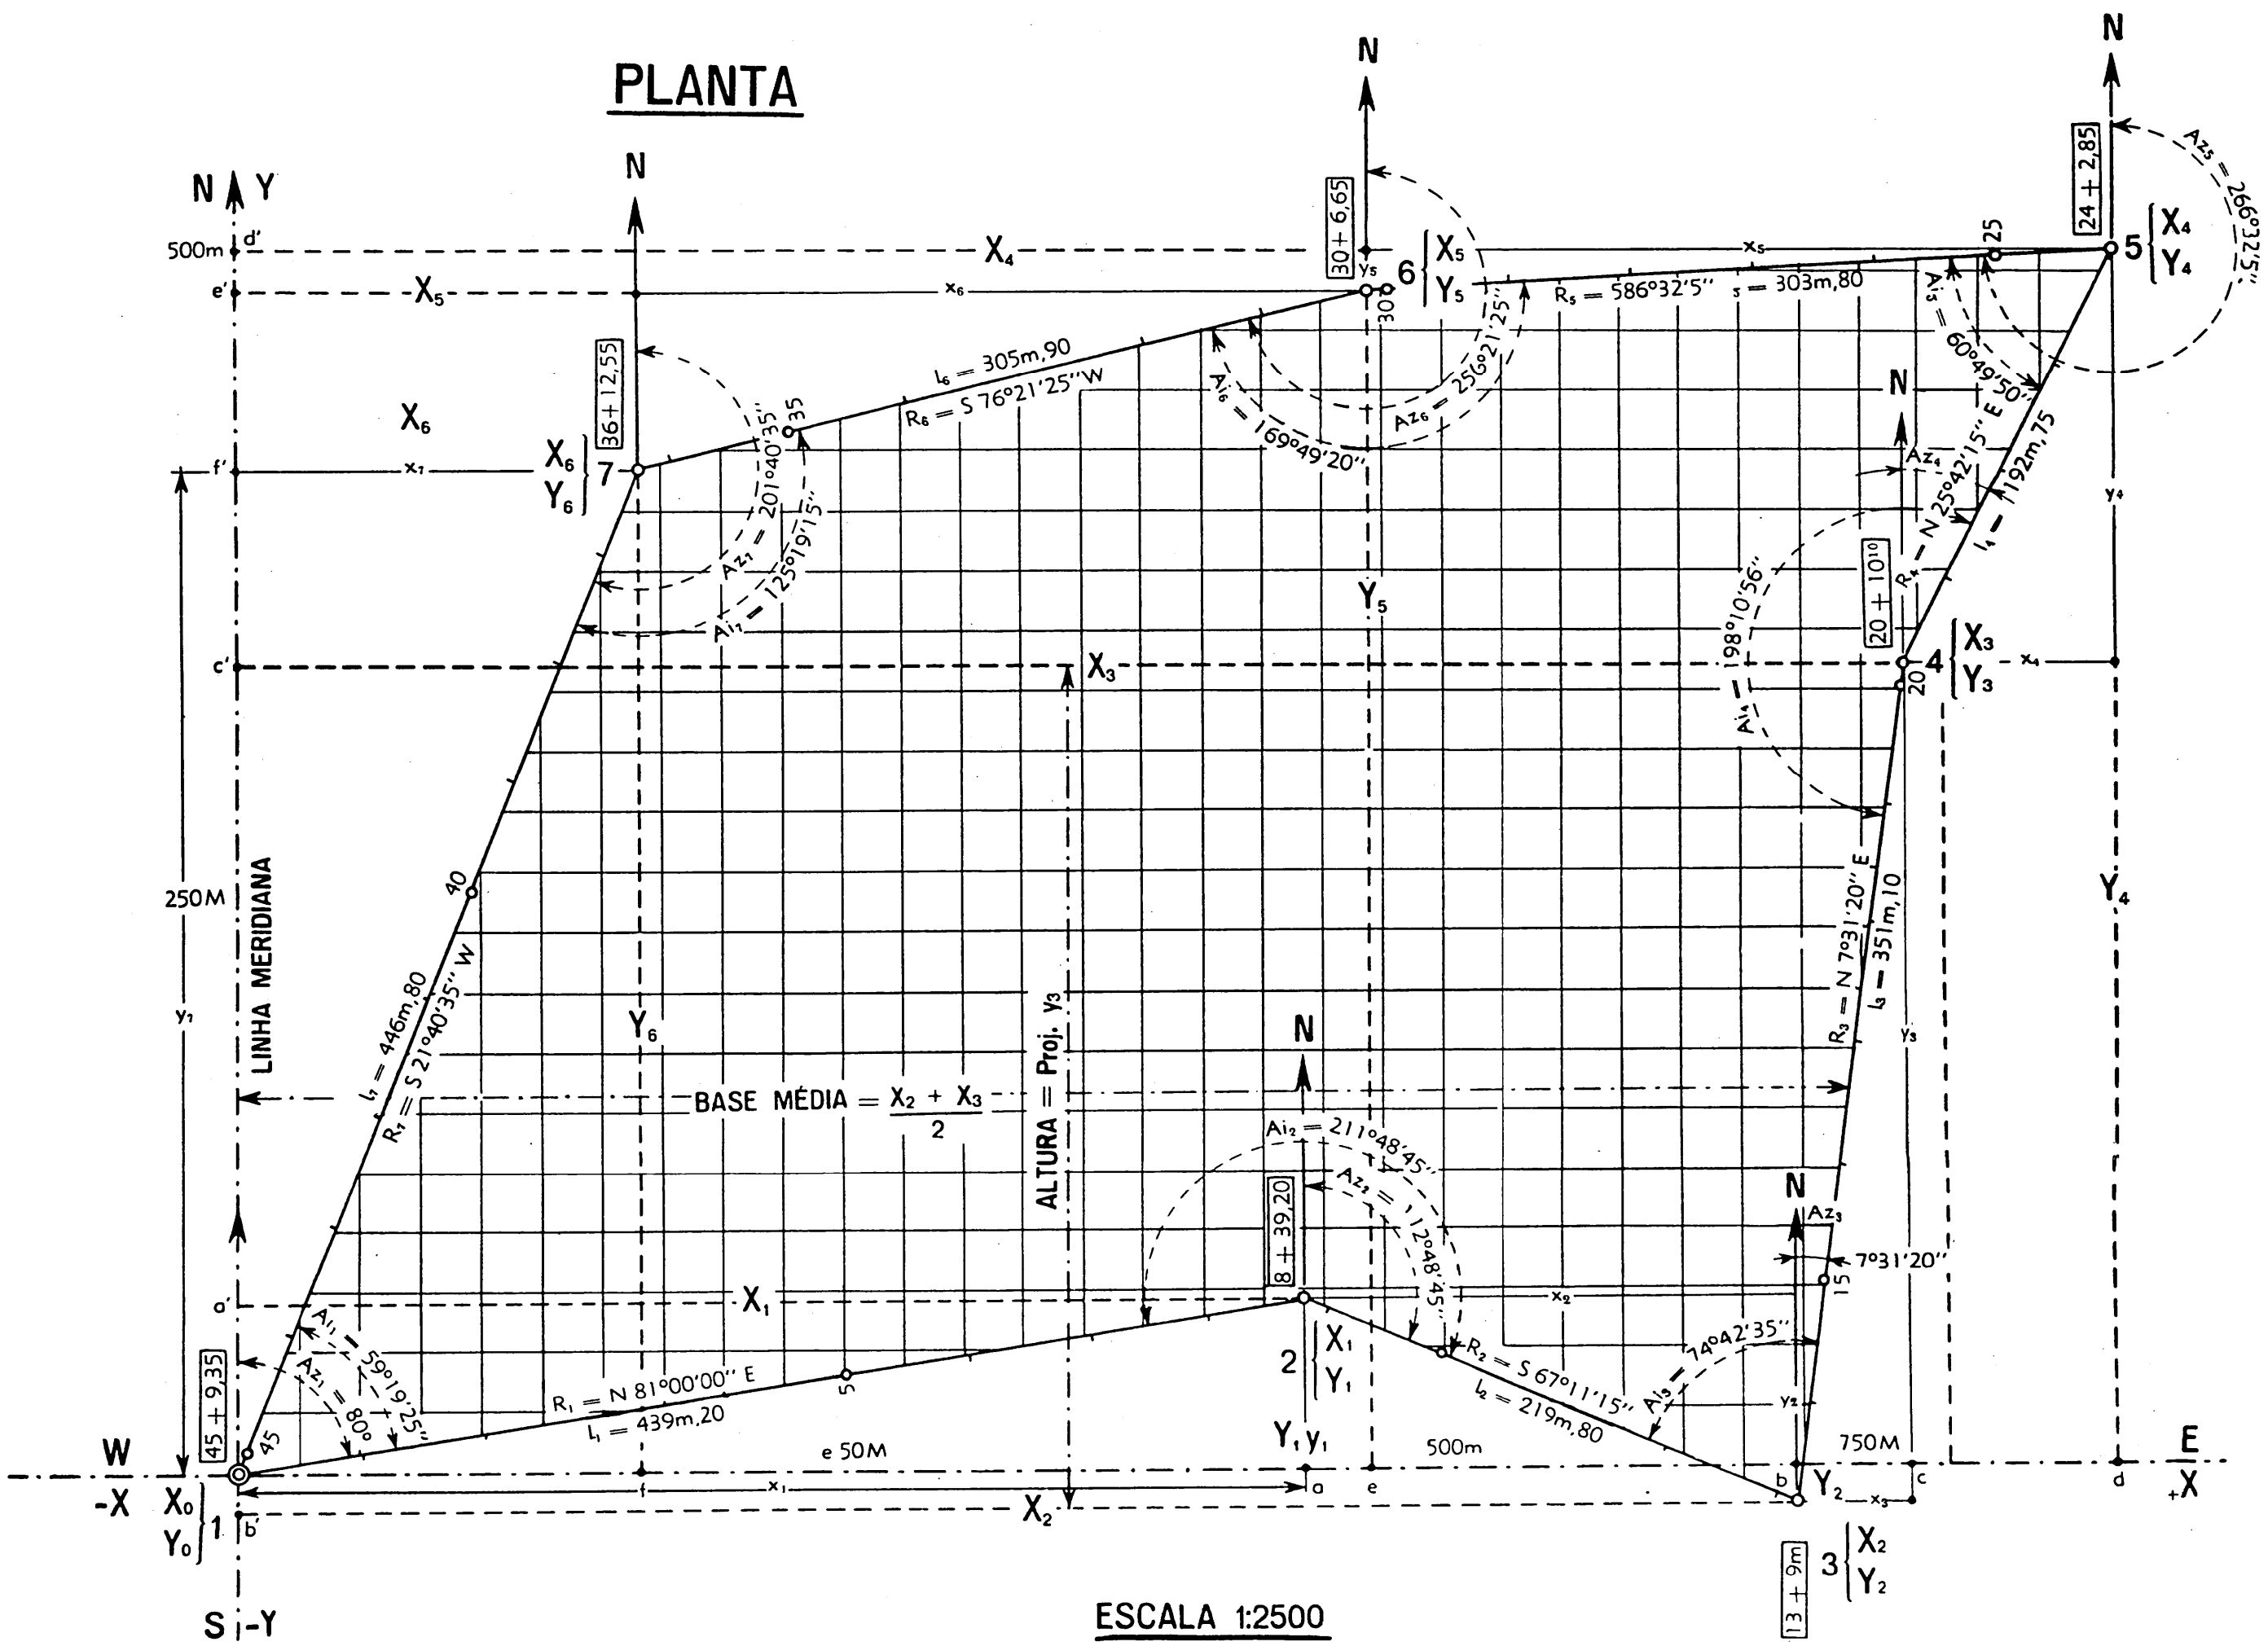 PLANTA
N
N
N
N Y
500m
d'
X₄
30 + 6,65
y₅
6
X₅
Y₅
x₅
25
24 + 2,85
5
X₄
Y₄
Az₅ = 266°32'5"
e'
X₅
x₆
30
R₅ = 586°32'5"
₅ = 303m,80
Ai₅ = 60°49'50"
36 + 12,55
l₆ = 305m,90
R₆ = S 76°21'25" W
Ai₆ = 169°49'20"
Az₆ = 256°21'25"
N
X₆
35
f'
x₇
X₆
Y₆
7
Az₇ = 201°40'35"
Ai₇ = 125°19'15"
Az₄
R₄ = N 25°42'15" E
l₄ = 192m,75
y₄
20 + 10¹⁰
Ai₄ = 198°10'56"
Y₅
c'
X₃
20
4
X₃
Y₃
x₄
250M
LINHA MERIDIANA
40
y₇
l₇ = 446m,80
R₇ = S 21°40'35" W
Y₆
ALTURA = Proj. y₃
R₃ = N 7°31'20" E
l₃ = 351m,10
y₃
Y₄
N
BASE MÉDIA = X₂ + X₃
2
Ai₂ = 211°48'45"
Az₂ = 112°48'45"
8 + 39,20
N
Az₃
7°31'20"
15
a'
X₁
x₂
45 + 9,35
Ai₁ = 59°19'25"
Az₁ = 80°
45
R₁ = N 81°00'00" E
l₁ = 439m,20
5
2
X₁
Y₁
R₂ = S 67°11'15"
l₂ = 219m,80
Ai₃ = 74°42'35"
y₂
W
e 50M
Y₁ y₁
500m
750M
E
-X
X₀
Y₀
1
b'
f
x₁
a
e
b
Y₂
c
d
+X
X₂
x₃
13 + 9m
3
X₂
Y₂
S -Y
ESCALA 1:2500